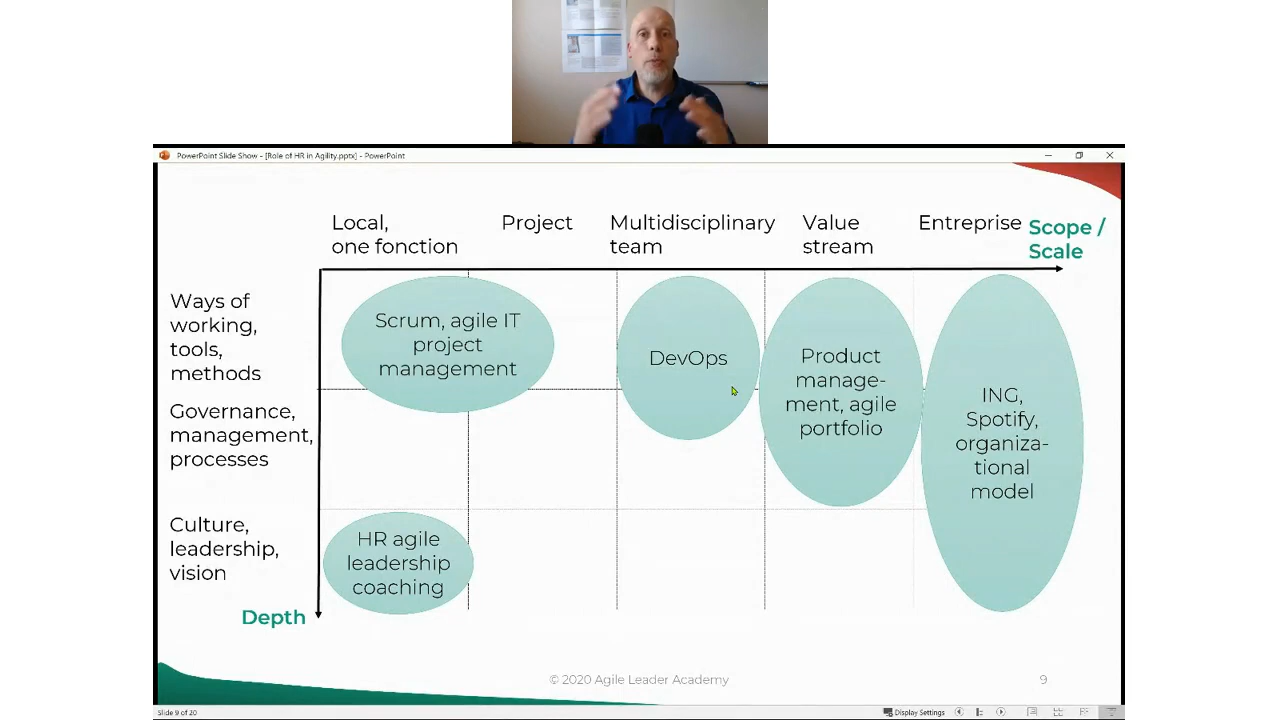 PowerPoint Slide Show - [Role of HR in Agility.pptx] - PowerPoint
Local,
one fonction
Project
Multidisciplinary
team
Value
stream
Entreprise
Scope /
Scale
Ways of
working,
tools,
methods
Governance,
management,
processes
Culture,
leadership,
vision
Depth
Scrum, agile IT
project
management
DevOps
Product
manage-
ment, agile
portfolio
ING,
Spotify,
organiza-
tional
model
HR agile
leadership
coaching
© 2020 Agile Leader Academy
9
Slide 9 of 20
Display Settings